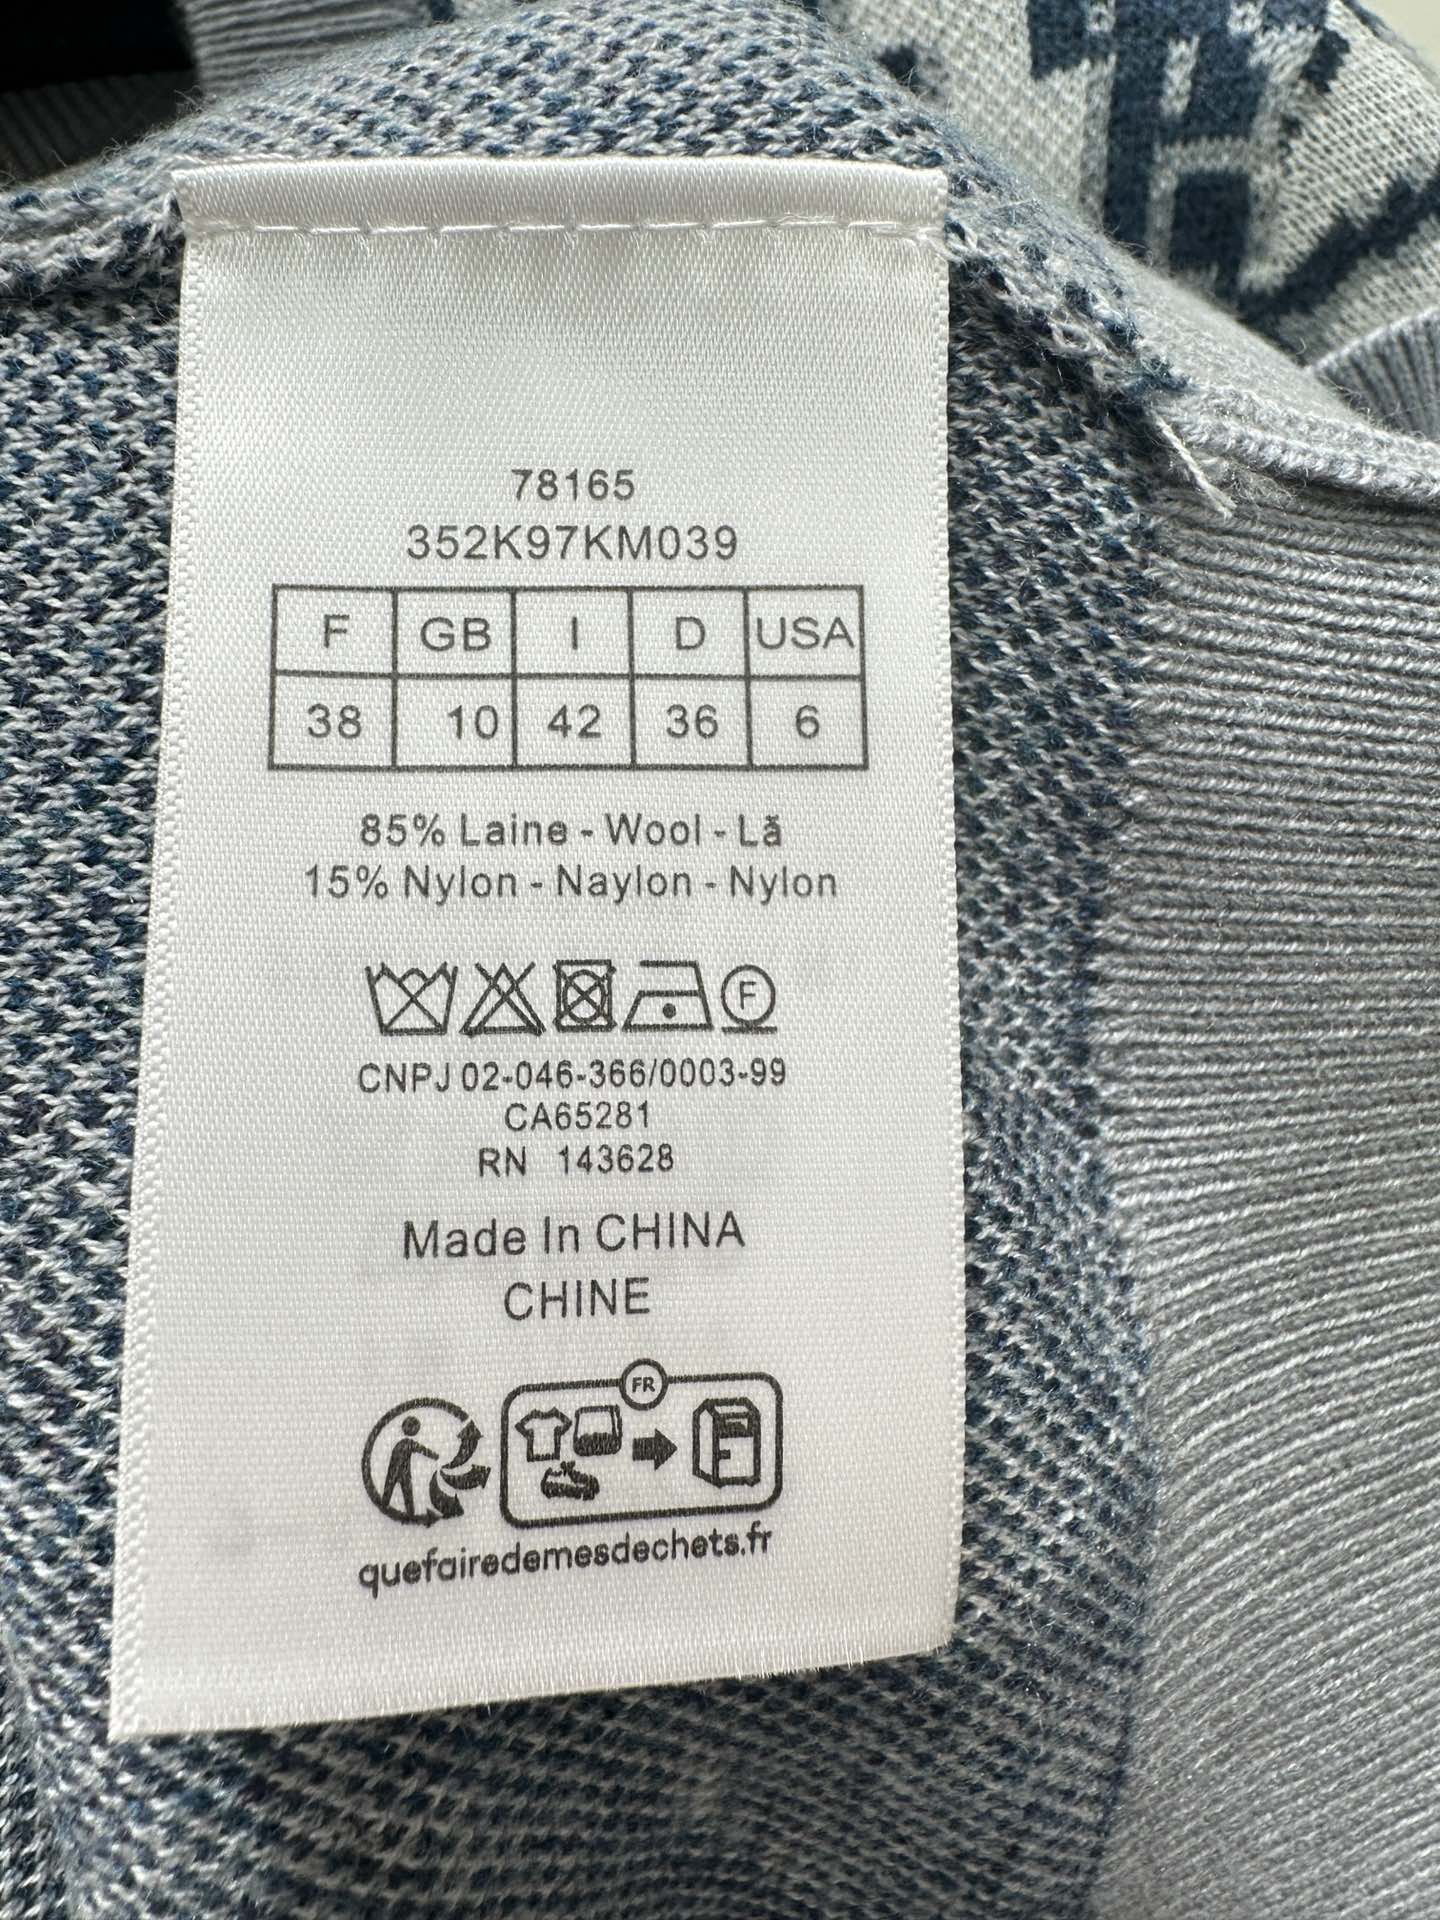 78165
352K97KM039
F GB I D USA
38 10 42 36 6
85% Laine - Wool - Lă
15% Nylon - Naylon - Nylon
F
CNPJ 02-046-366/0003-99
CA65281
RN 143628
Made In CHINA
CHINE
FR
quefairedemesdechets.fr